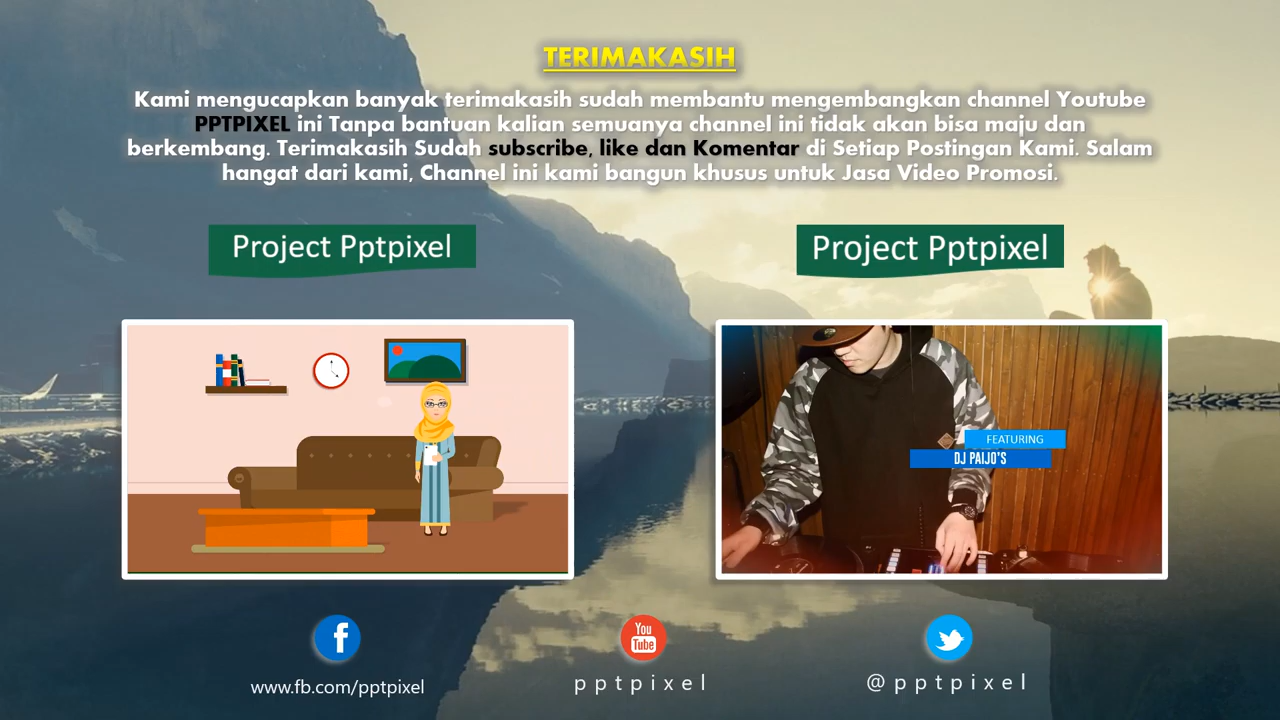 TERIMAKASIH
Kami mengucapkan banyak terimakasih sudah membantu mengembangkan channel Youtube
PPTPIXEL ini Tanpa bantuan kalian semuanya channel ini tidak akan bisa maju dan
berkembang. Terimakasih Sudah subscribe, like dan Komentar di Setiap Postingan Kami. Salam
hangat dari kami, Channel ini kami bangun khusus untuk Jasa Video Promosi.
Project Pptpixel
Project Pptpixel
FEATURING
DJ PAIJO'S
f
You
Tube
www.fb.com/pptpixel
pptpixel
@pptpixel